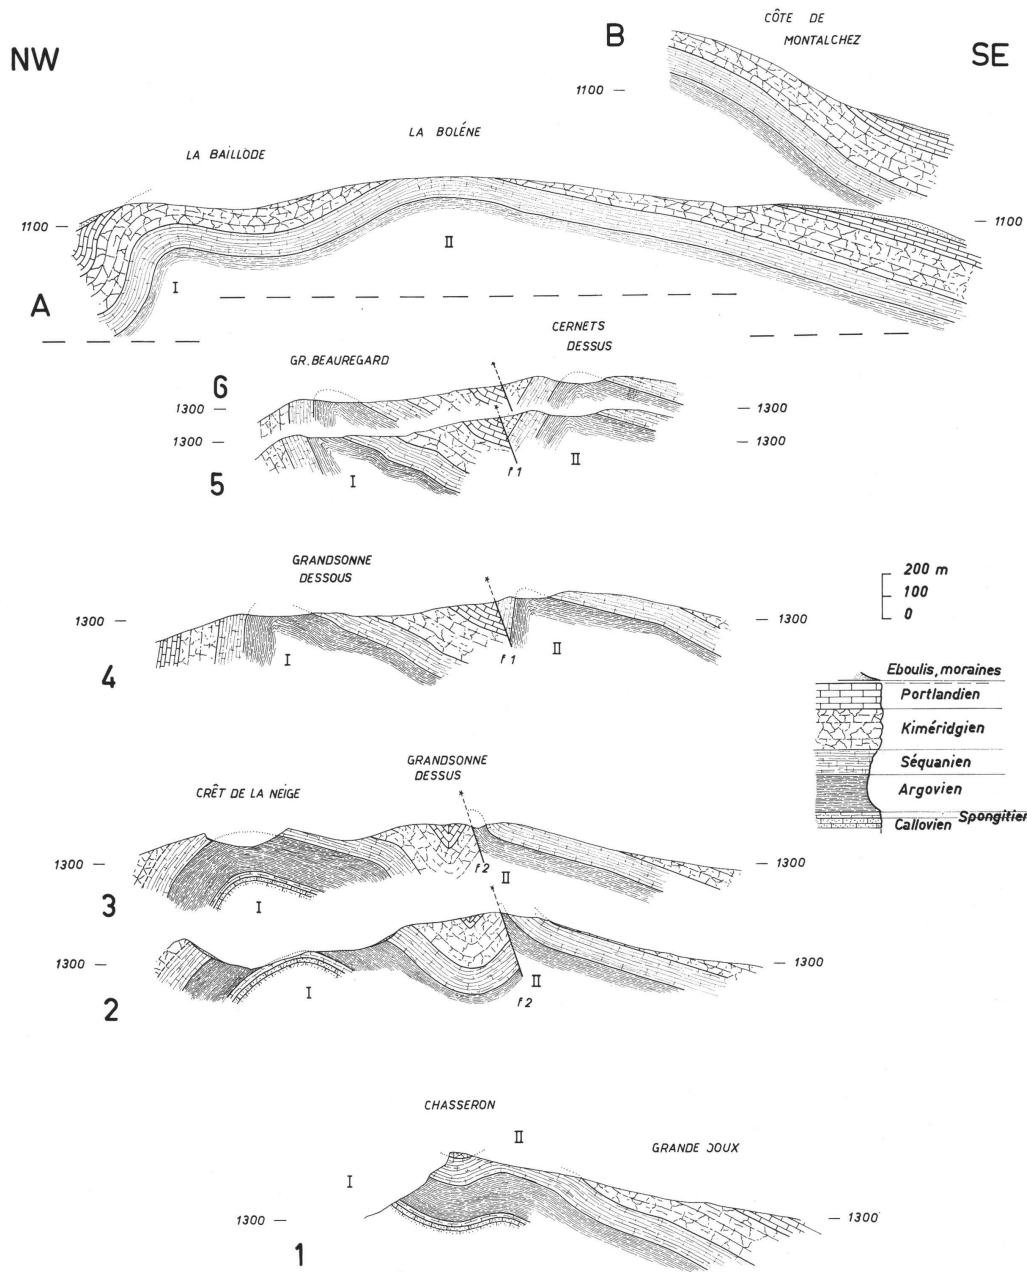 NW
B
CÔTE DE
MONTALCHEZ
SE
1100 —
LA BAILLODE
LA BOLÉNE
1100 —
— 1100
I
II
A
CERNETS
DESSUS
GR. BEAUREGARD
6
1300 —
— 1300
1300 —
— 1300
5
I
f 1
II
GRANDSONNE
DESSOUS
1300 —
— 1300
4
I
f 1
II
200 m
100
0
Eboulis, moraines
Portlandien
Kiméridgien
Séquanien
Argovien
Spongitien
Callovien
GRANDSONNE
DESSUS
CRÊT DE LA NEIGE
1300 —
— 1300
3
I
f 2
II
1300 —
— 1300
2
I
II
f 2
CHASSERON
II
GRANDE JOUX
I
1300 —
— 1300
1